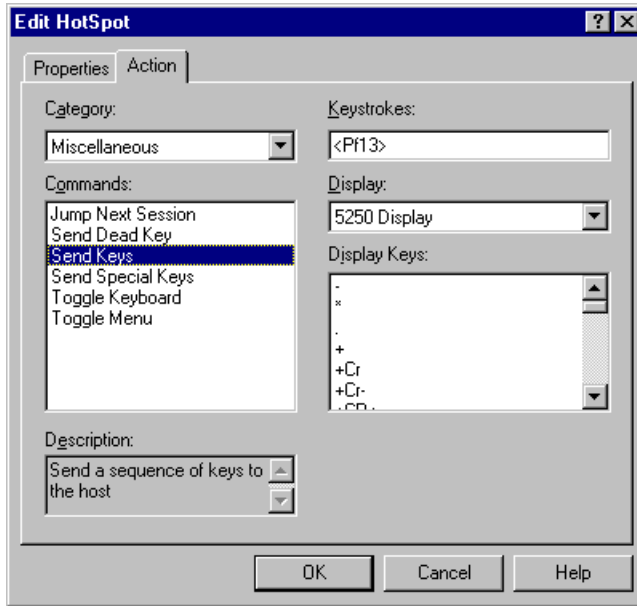 Edit HotSpot
Properties
Action
Category:
Miscellaneous
Commands:
Jump Next Session
Send Dead Key
Send Keys
Send Special Keys
Toggle Keyboard
Toggle Menu
Description:
Send a sequence of keys to
the host
Keystrokes:
<Pf13>
Display:
5250 Display
Display Keys:
-
*
.
+
+Cr
+Cr-
OK
Cancel
Help